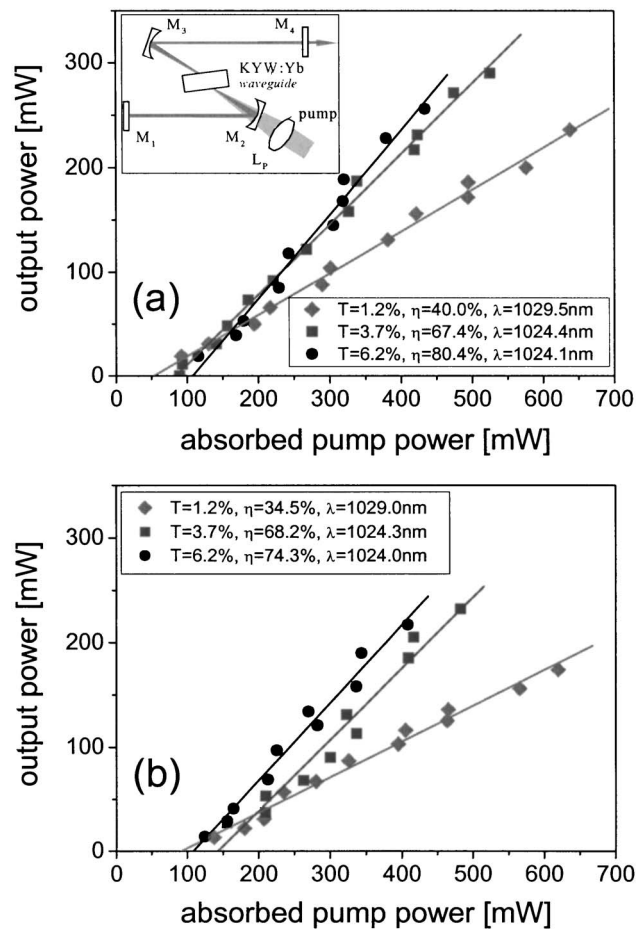 M3
M4
KYW:Yb
waveguide
pump
M1
M2
LP
300
200
100
0
output power [mW]
(a)
T=1.2%, η=40.0%, λ=1029.5nm
T=3.7%, η=67.4%, λ=1024.4nm
T=6.2%, η=80.4%, λ=1024.1nm
0 100 200 300 400 500 600 700
absorbed pump power [mW]
T=1.2%, η=34.5%, λ=1029.0nm
T=3.7%, η=68.2%, λ=1024.3nm
T=6.2%, η=74.3%, λ=1024.0nm
300
200
100
0
output power [mW]
(b)
0 100 200 300 400 500 600 700
absorbed pump power [mW]